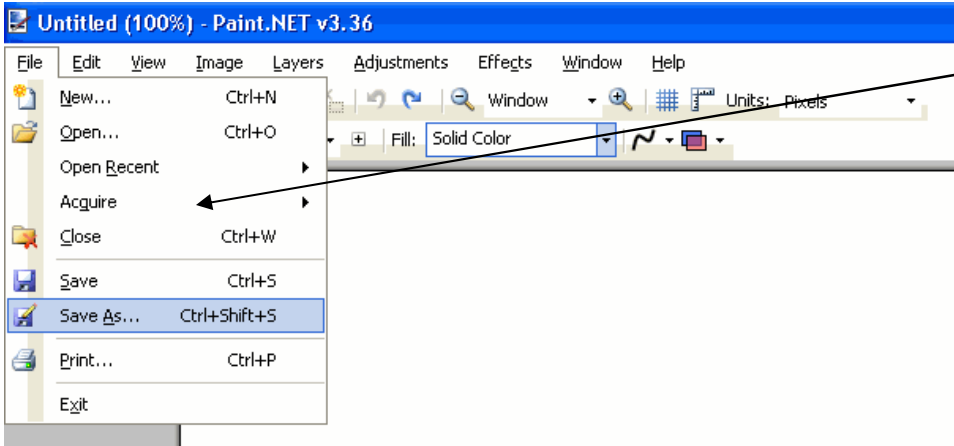 Untitled (100%) - Paint.NET v3.36
File Edit View Image Layers Adjustments Effects Window Help
New... Ctrl+N Window Units: Pixels
Open... Ctrl+O Fill: Solid Color
Open Recent
Acquire
Close Ctrl+W
Save Ctrl+S
Save As... Ctrl+Shift+S
Print... Ctrl+P
Exit